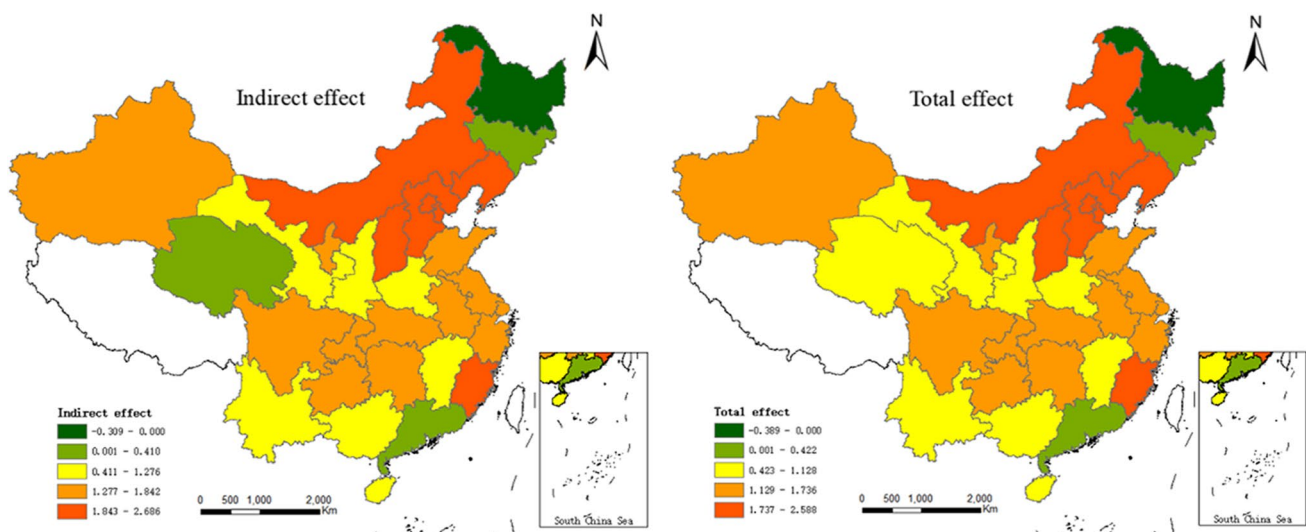 N
Indirect effect
Indirect effect
-0.309 - 0.000
0.001 - 0.410
0.411 - 1.276
1.277 - 1.842
1.843 - 2.686
0 500 1,000 2,000
Km
South China Sea
N
Total effect
Total effect
-0.389 - 0.000
0.001 - 0.422
0.423 - 1.128
1.129 - 1.736
1.737 - 2.588
0 500 1,000 2,000
Km
South China Sea